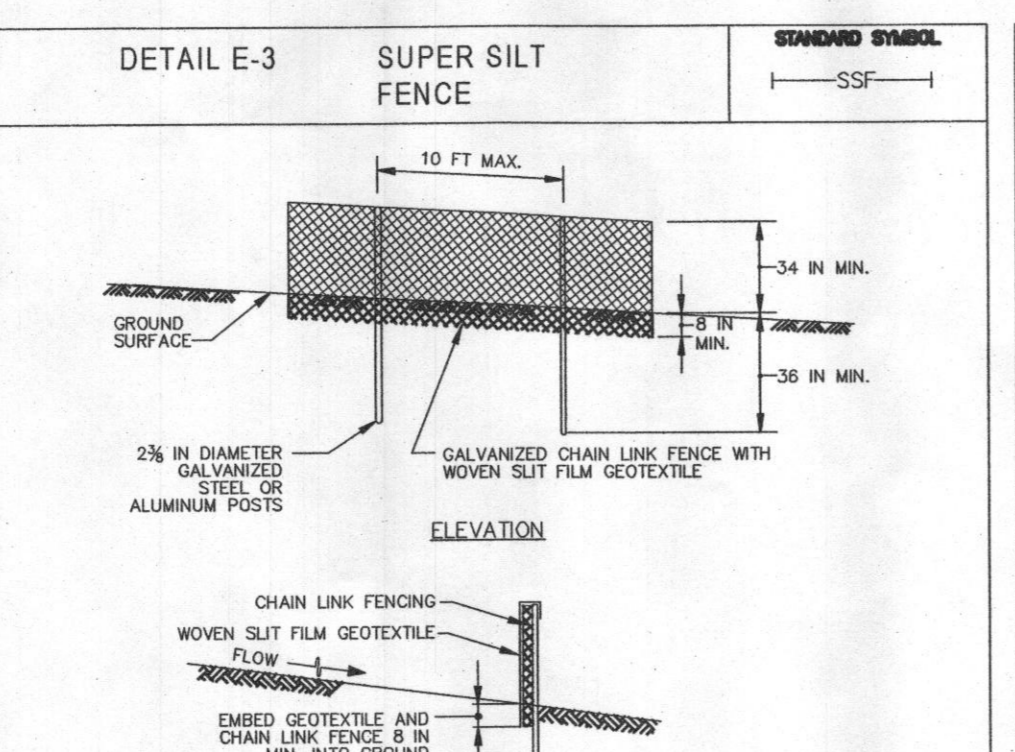 DETAIL E-3
SUPER SILT
FENCE
STANDARD SYMBOL
SSF
10 FT MAX.
34 IN MIN.
GROUND
SURFACE
8 IN
MIN.
36 IN MIN.
2⅜ IN DIAMETER
GALVANIZED
STEEL OR
ALUMINUM POSTS
GALVANIZED CHAIN LINK FENCE WITH
WOVEN SLIT FILM GEOTEXTILE
ELEVATION
CHAIN LINK FENCING
WOVEN SLIT FILM GEOTEXTILE
FLOW
EMBED GEOTEXTILE AND
CHAIN LINK FENCE 8 IN
MIN. INTO GROUND